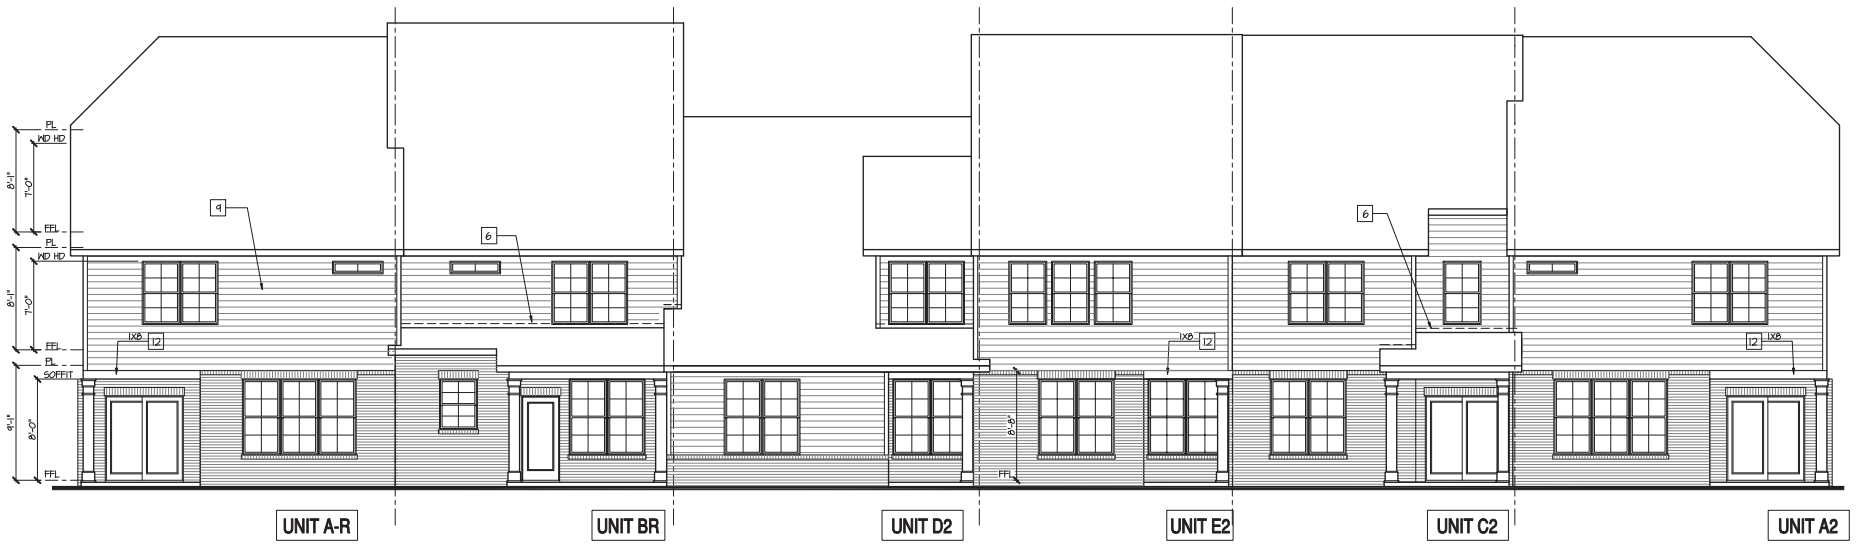 PL
WD HD
8'-1"
7'-0"
9
FFL
6
6
PL
WD HD
8'-1"
7'-0"
1X8
12
1X8
12
1X8
12
FFL
PL
SOFFIT
9'-1"
8'-0"
8'-8"
FFL
FFL
UNIT A-R
UNIT BR
UNIT D2
UNIT E2
UNIT C2
UNIT A2